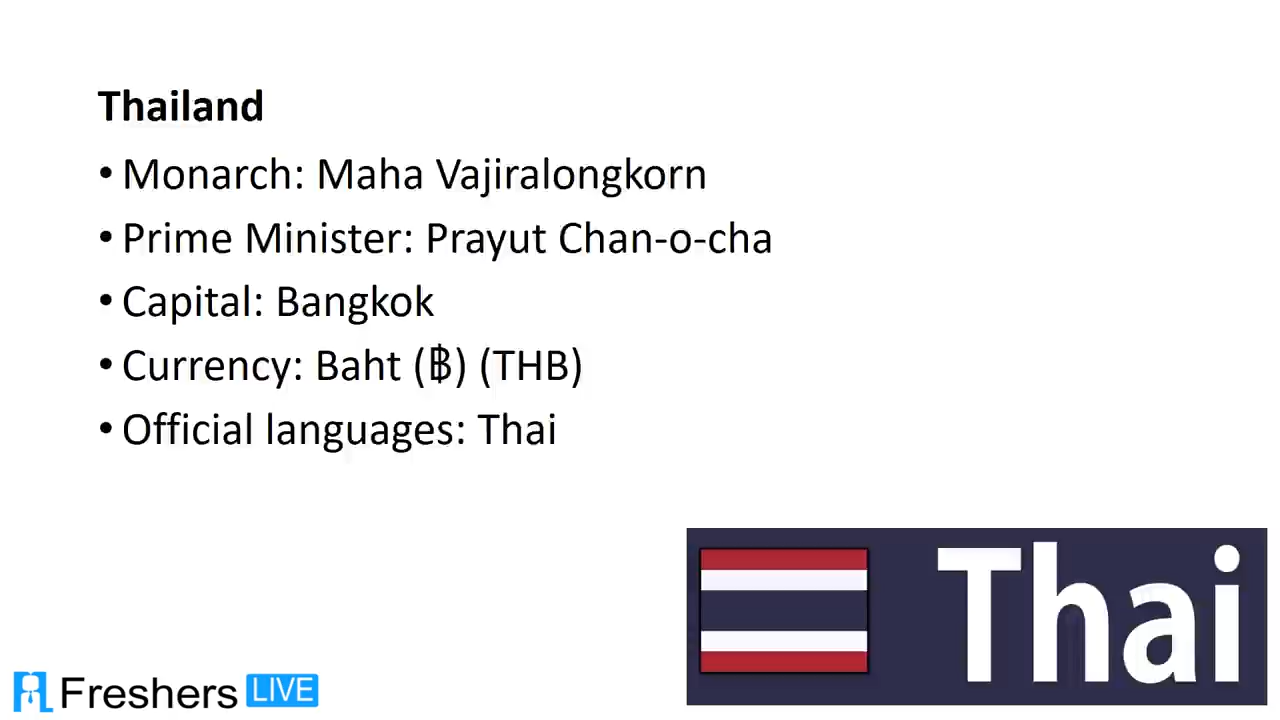 Thailand
• Monarch: Maha Vajiralongkorn
• Prime Minister: Prayut Chan-o-cha
• Capital: Bangkok
• Currency: Baht (฿) (THB)
• Official languages: Thai
Thai
Freshers LIVE